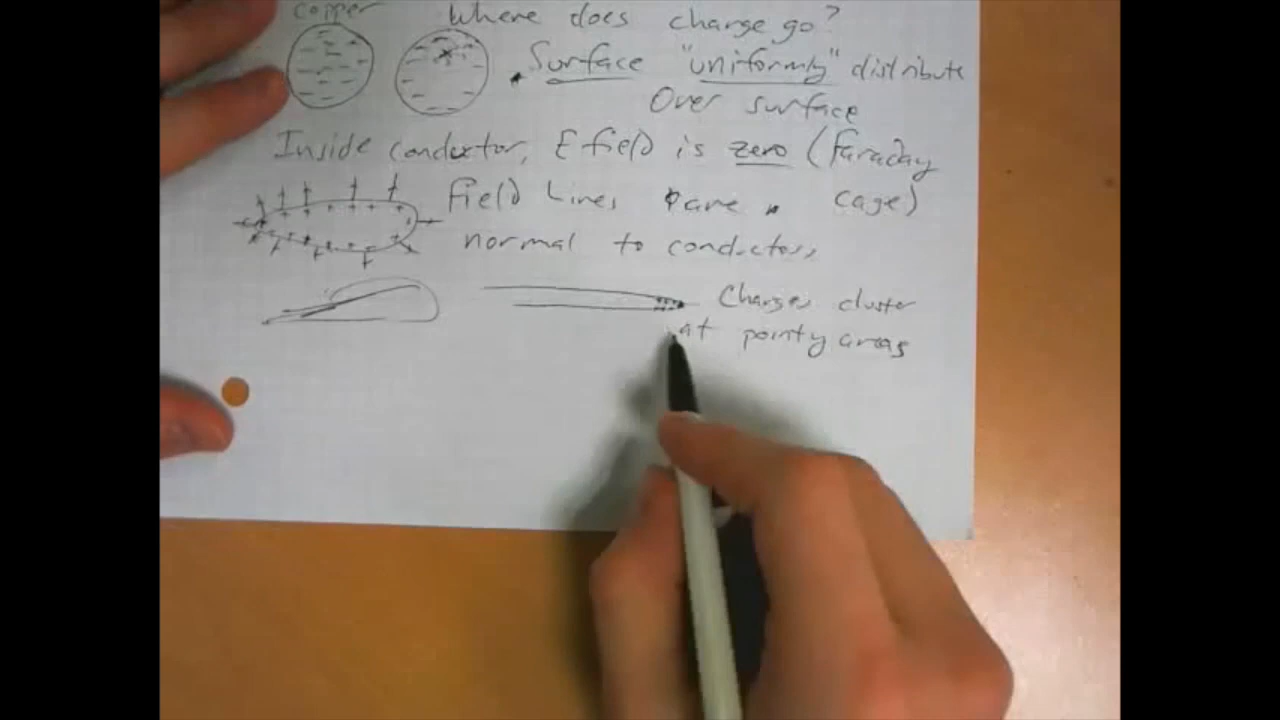 copper Where does charge go?
Surface "uniformly" distribute
Over surface
Inside conductor, E field is zero (Faraday
cage)
Field Lines are
normal to conductors
Charges cluster
at pointy areas